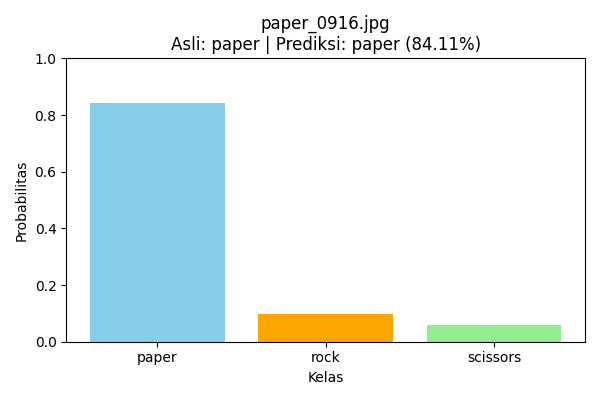 paper_0916.jpg
Asli: paper | Prediksi: paper (84.11%)
Probabilitas
1.0
0.8
0.6
0.4
0.2
0.0
paper rock scissors
Kelas